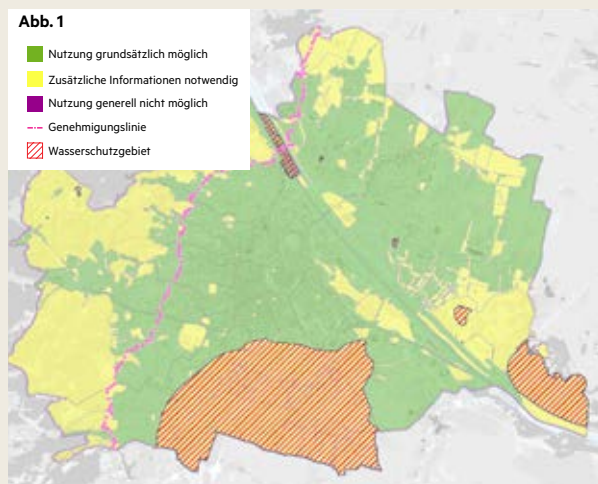 Abb. 1
Nutzung grundsätzlich möglich
Zusätzliche Informationen notwendig
Nutzung generell nicht möglich
Genehmigungslinie
Wasserschutzgebiet